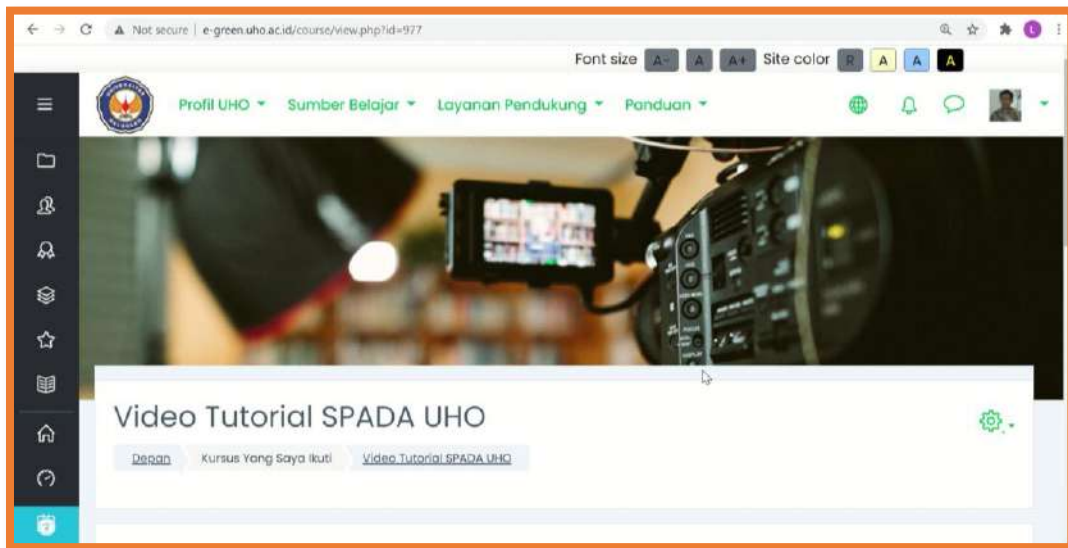 Not secure | e-green.uho.ac.id/course/view.php?id=977
L
Font size A- A A+ Site color R A A A
Profil UHO Sumber Belajar Layanan Pendukung Panduan
Video Tutorial SPADA UHO
Depan Kursus Yang Saya Ikuti Video Tutorial SPADA UHO